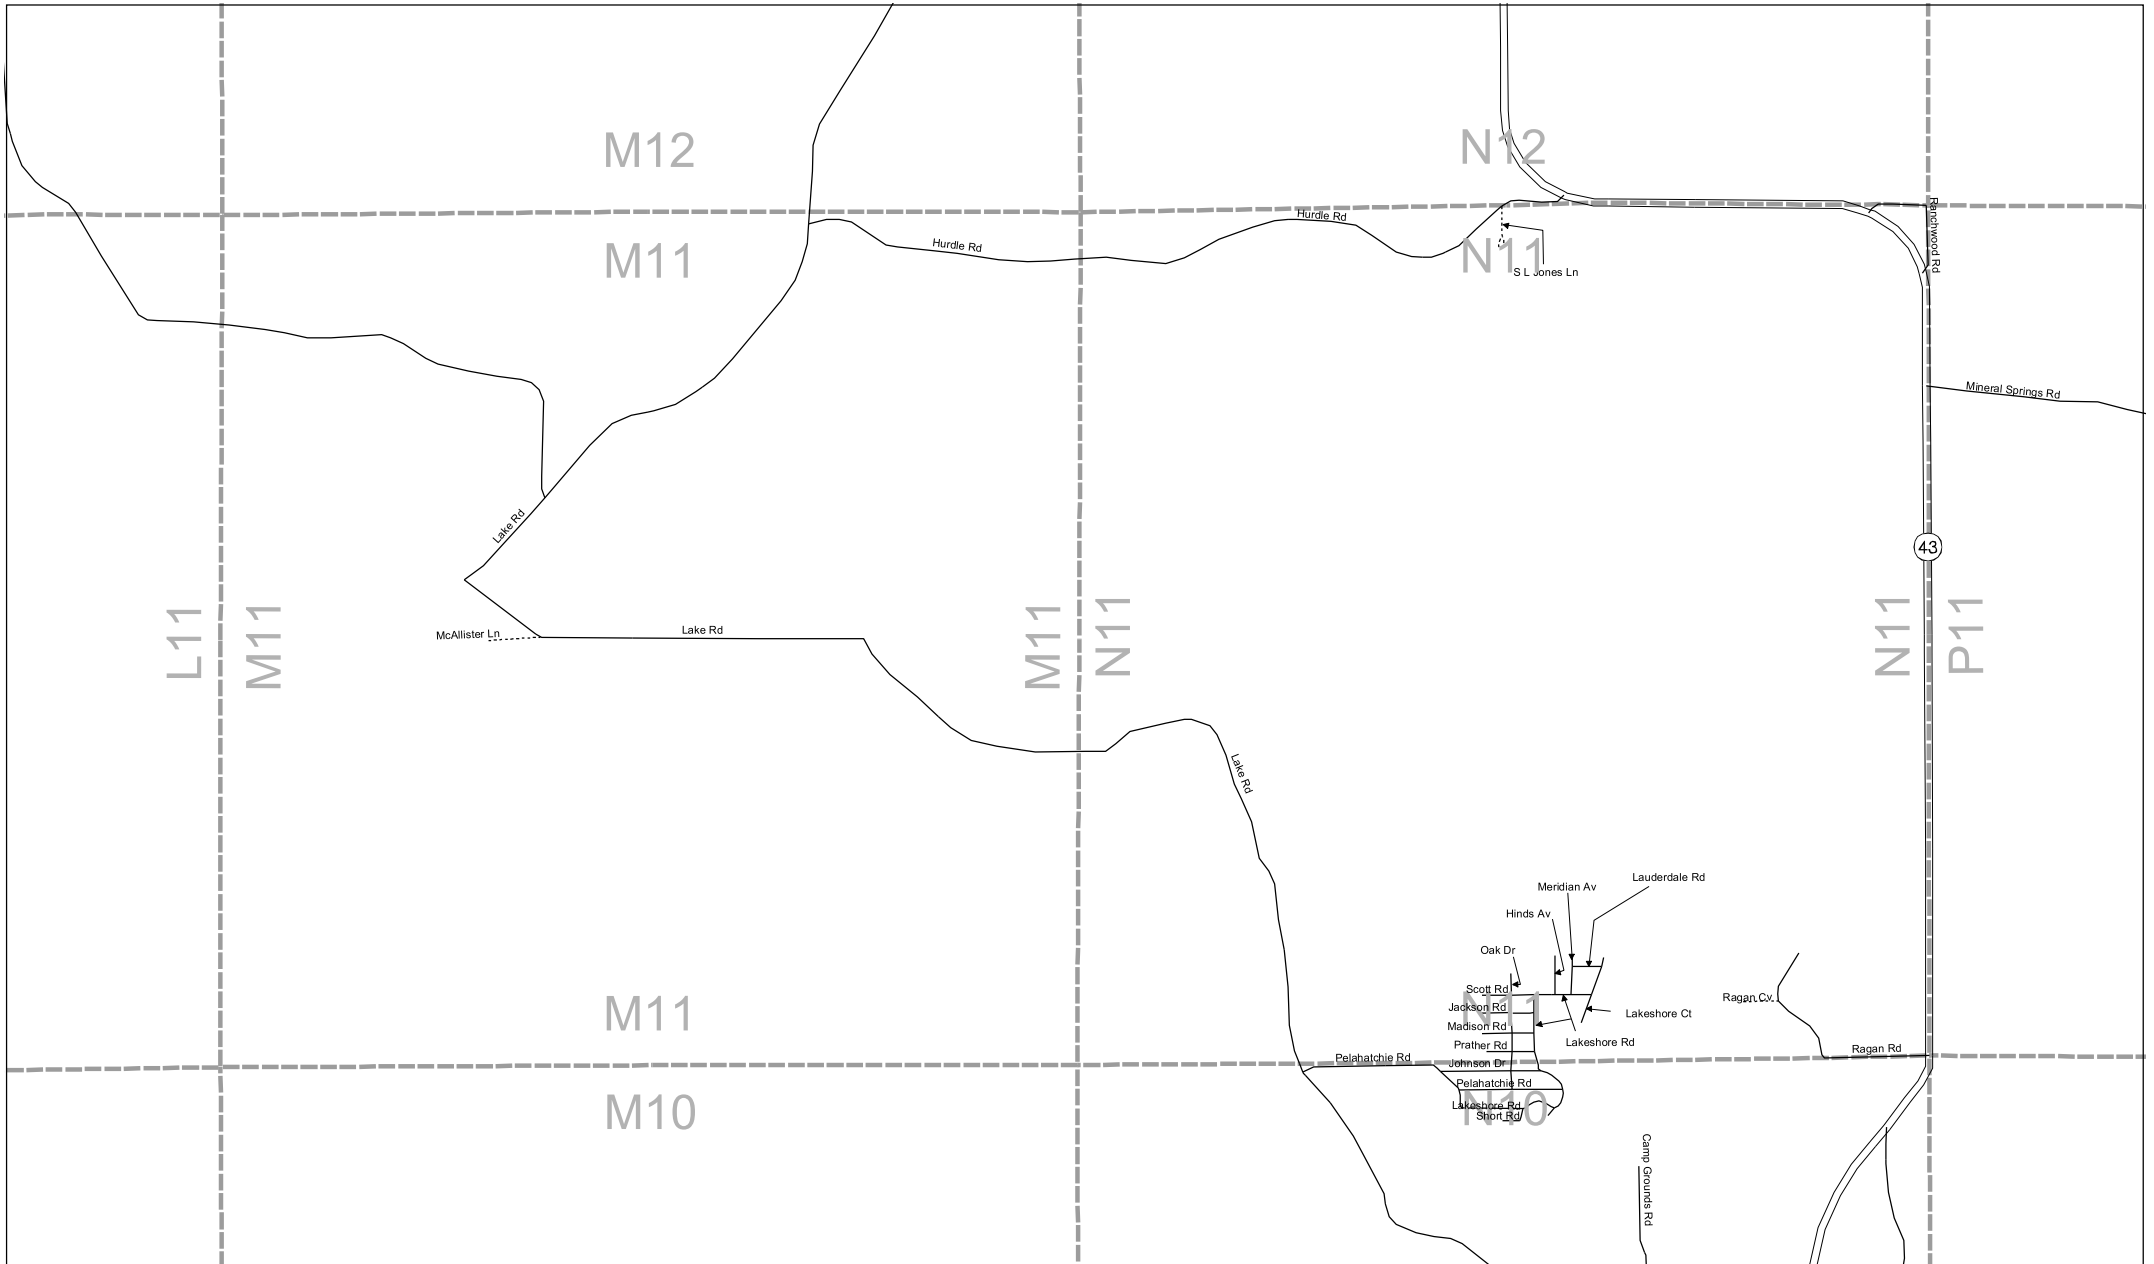 M12
N12
Ranchwood Rd
Hurdle Rd
Hurdle Rd
M11
N11
S L Jones Ln
Mineral Springs Rd
Lake Rd
43
L11
M11
M11
N11
N11
P11
McAllister Ln
Lake Rd
Lake Rd
Lauderdale Rd
Meridian Av
Hinds Av
Oak Dr
Scott Rd
Ragan Cv
Jackson Rd
N11
M11
Lakeshore Ct
Madison Rd
Lakeshore Rd
Prather Rd
Ragan Rd
Pelahatchie Rd
Johnson Dr
Pelahatchie Rd
Lakeshore Rd
N10
M10
Short Rd
Camp Grounds Rd